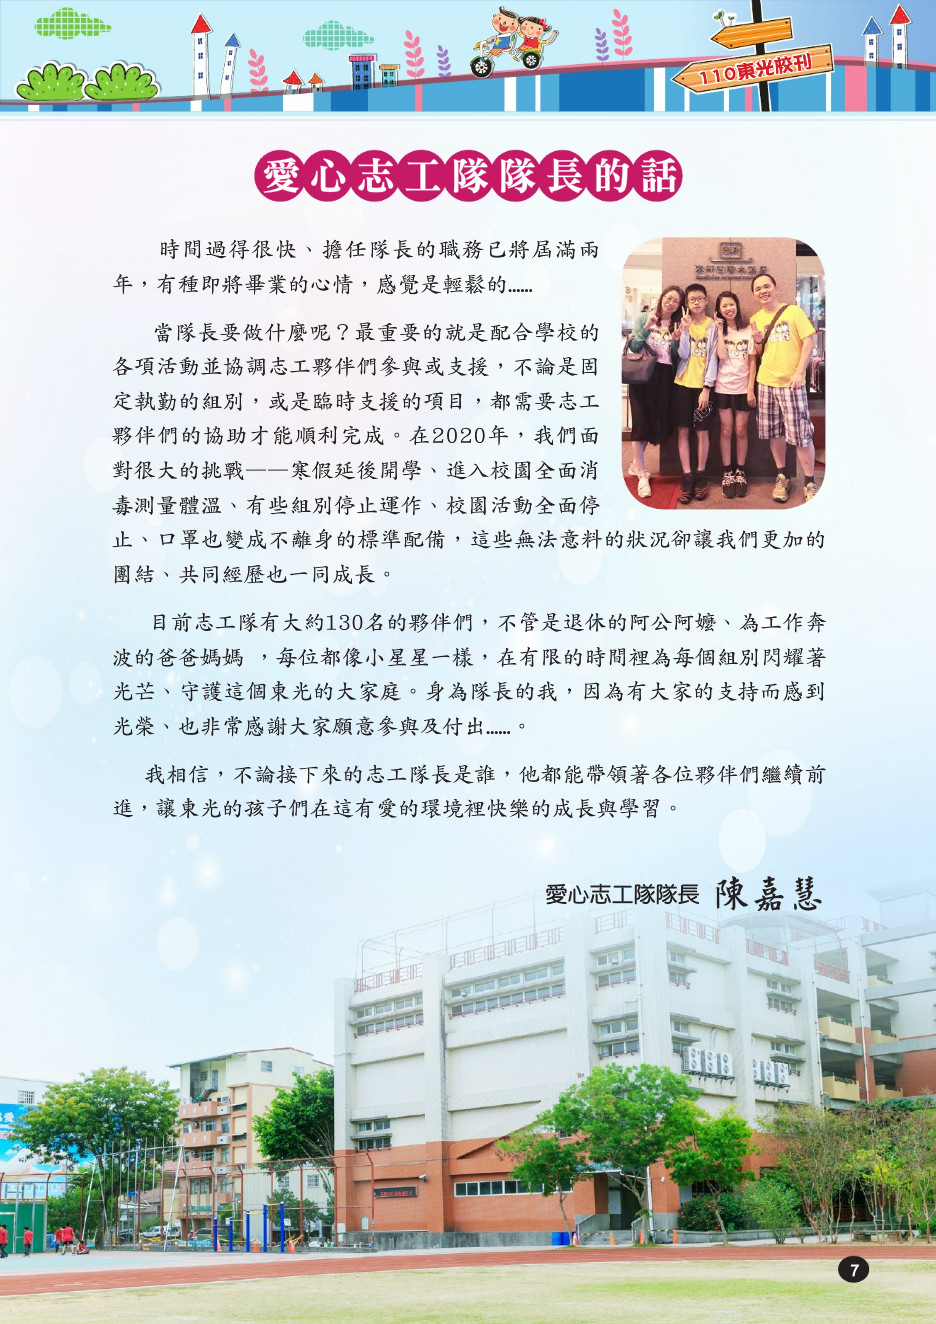 110東光校刊
愛心志工隊隊長的話
時間過得很快、擔任隊長的職務已將屆滿兩
年，有種即將畢業的心情，感覺是輕鬆的……
當隊長要做什麼呢？最重要的就是配合學校的
各項活動並協調志工夥伴們參與或支援，不論是固
定執勤的組別，或是臨時支援的項目，都需要志工
夥伴們的協助才能順利完成。在2020年，我們面
對很大的挑戰——寒假延後開學、進入校園全面消
毒測量體溫、有些組別停止運作、校園活動全面停
止、口罩也變成不離身的標準配備，這些無法意料的狀況卻讓我們更加的
團結、共同經歷也一同成長。
目前志工隊有大約130名的夥伴們，不管是退休的阿公阿嬤、為工作奔
波的爸爸媽媽 ，每位都像小星星一樣，在有限的時間裡為每個組別閃耀著
光芒、守護這個東光的大家庭。身為隊長的我，因為有大家的支持而感到
光榮、也非常感謝大家願意參與及付出……。
我相信，不論接下來的志工隊長是誰，他都能帶領著各位夥伴們繼續前
進，讓東光的孩子們在這有愛的環境裡快樂的成長與學習。
愛心志工隊隊長 陳嘉慧
7